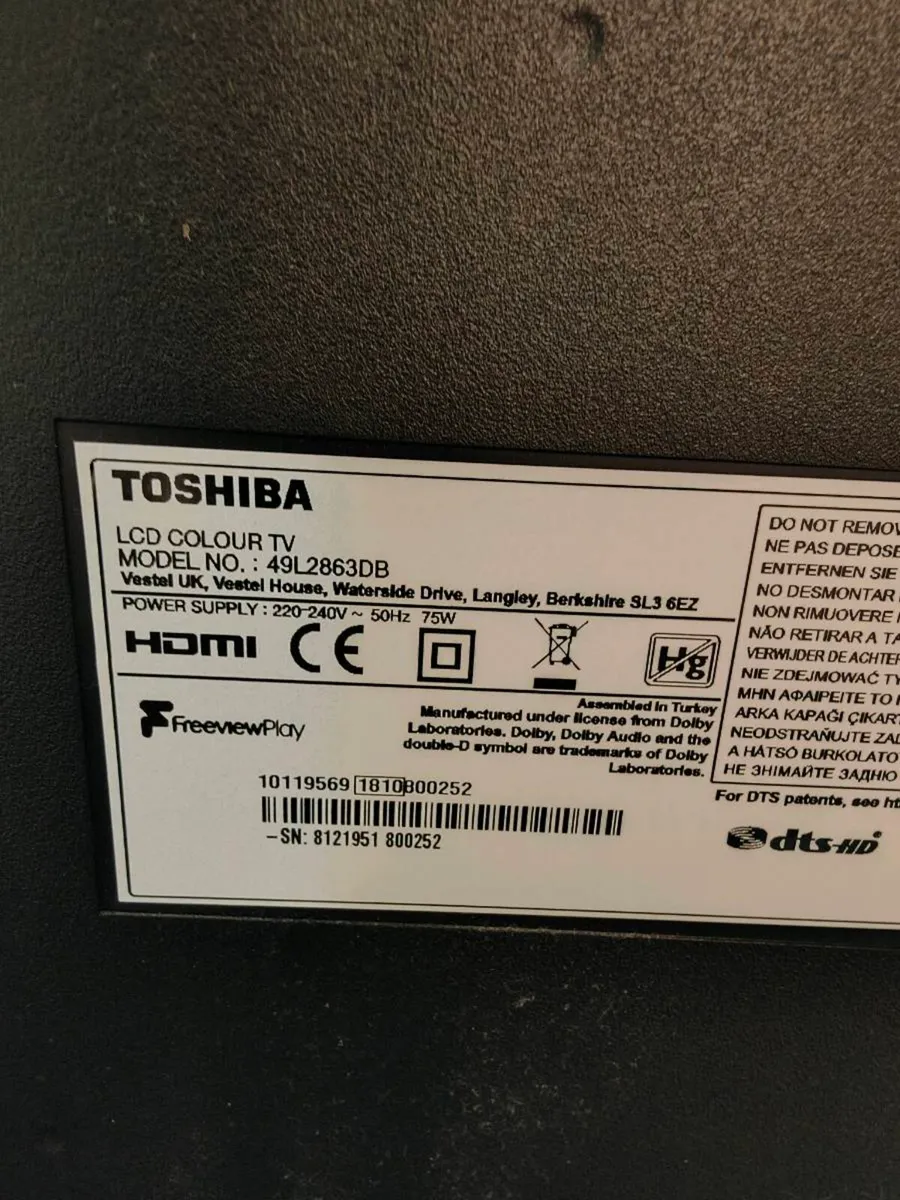 TOSHIBA
LCD COLOUR TV
MODEL NO. : 49L2863DB
Vestel UK, Vestel House, Waterside Drive, Langley, Berkshire SL3 6EZ
POWER SUPPLY : 220-240V ~ 50Hz 75W
HDMI CE Hg
FreeviewPlay
Assembled in Turkey
Manufactured under license from Dolby
Laboratories. Dolby, Dolby Audio and the
double-D symbol are trademarks of Dolby
Laboratories.
10119569 1810B00252
-SN: 8121951 800252
DO NOT REMOV
NE PAS DEPOSE
ENTFERNEN SIE
NO DESMONTAR
NON RIMUOVERE
NÃO RETIRAR A TA
VERWIJDER DE ACHTER
NIE ZDEJMOWAĆ TY
ΜΗΝ ΑΦΑΙΡΕΙΤΕ ΤΟ
ARKA KAPAĞI ÇIKART
NEODSTRAŇUJTE ZAD
A HÁTSÓ BURKOLATO
НЕ ЗНІМАЙТЕ ЗАДНЮ
For DTS patents, see ht
dts-HD